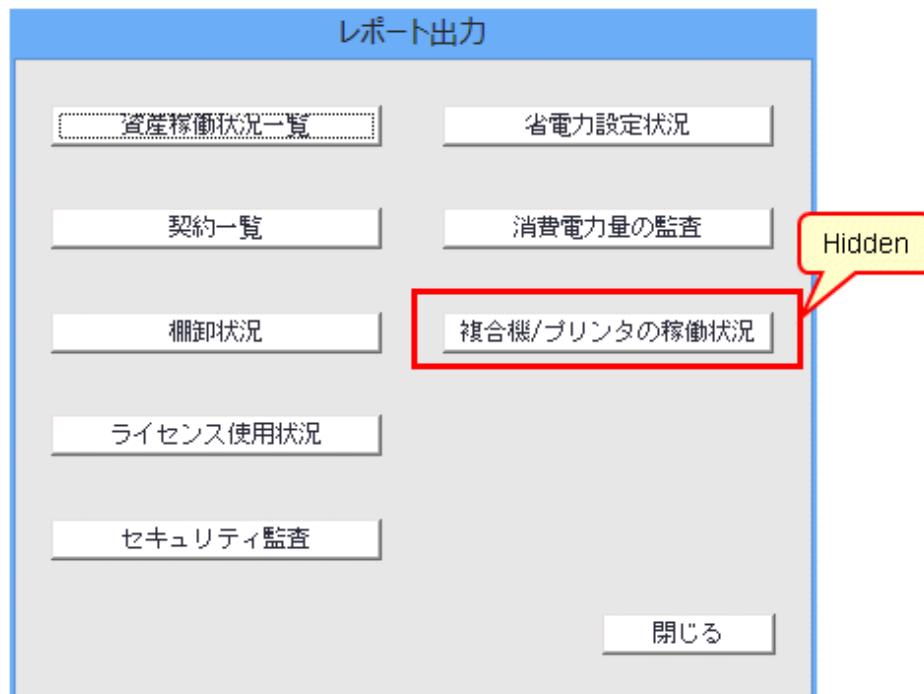 レポート出力
資産稼働状況一覧
省電力設定状況
契約一覧
消費電力量の監査
Hidden
棚卸状況
複合機/プリンタの稼働状況
ライセンス使用状況
セキュリティ監査
閉じる